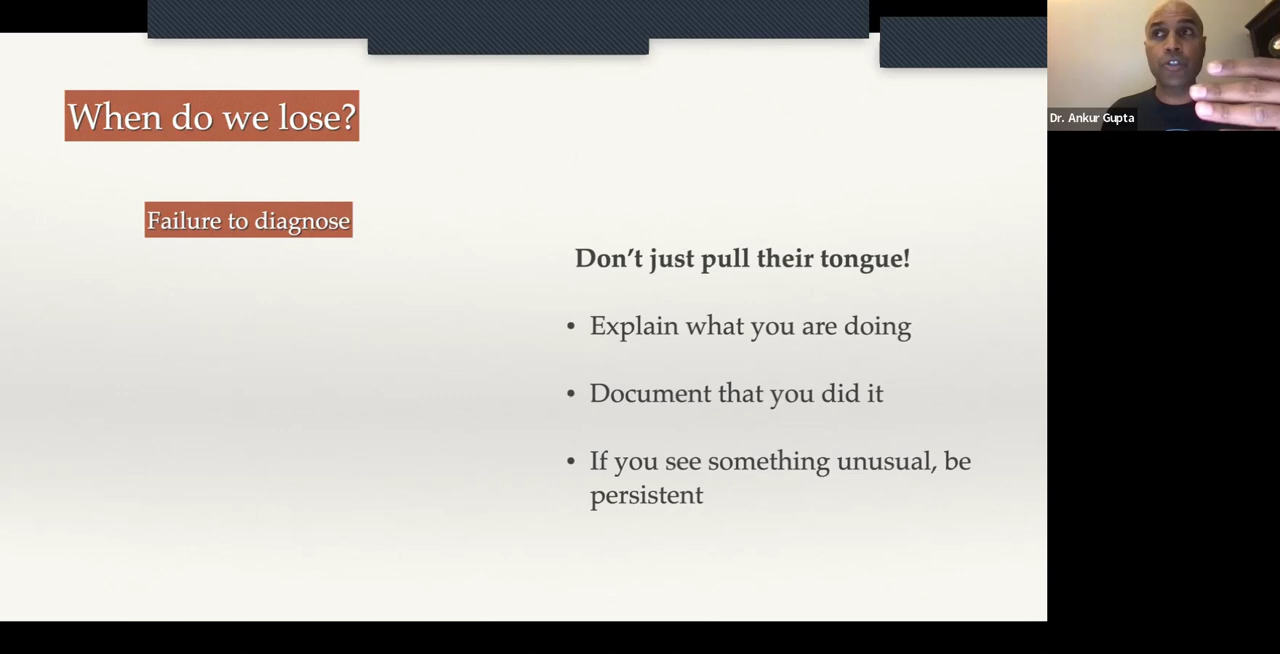 When do we lose?
Failure to diagnose
Don't just pull their tongue!
• Explain what you are doing
• Document that you did it
• If you see something unusual, be
persistent
Dr. Ankur Gupta